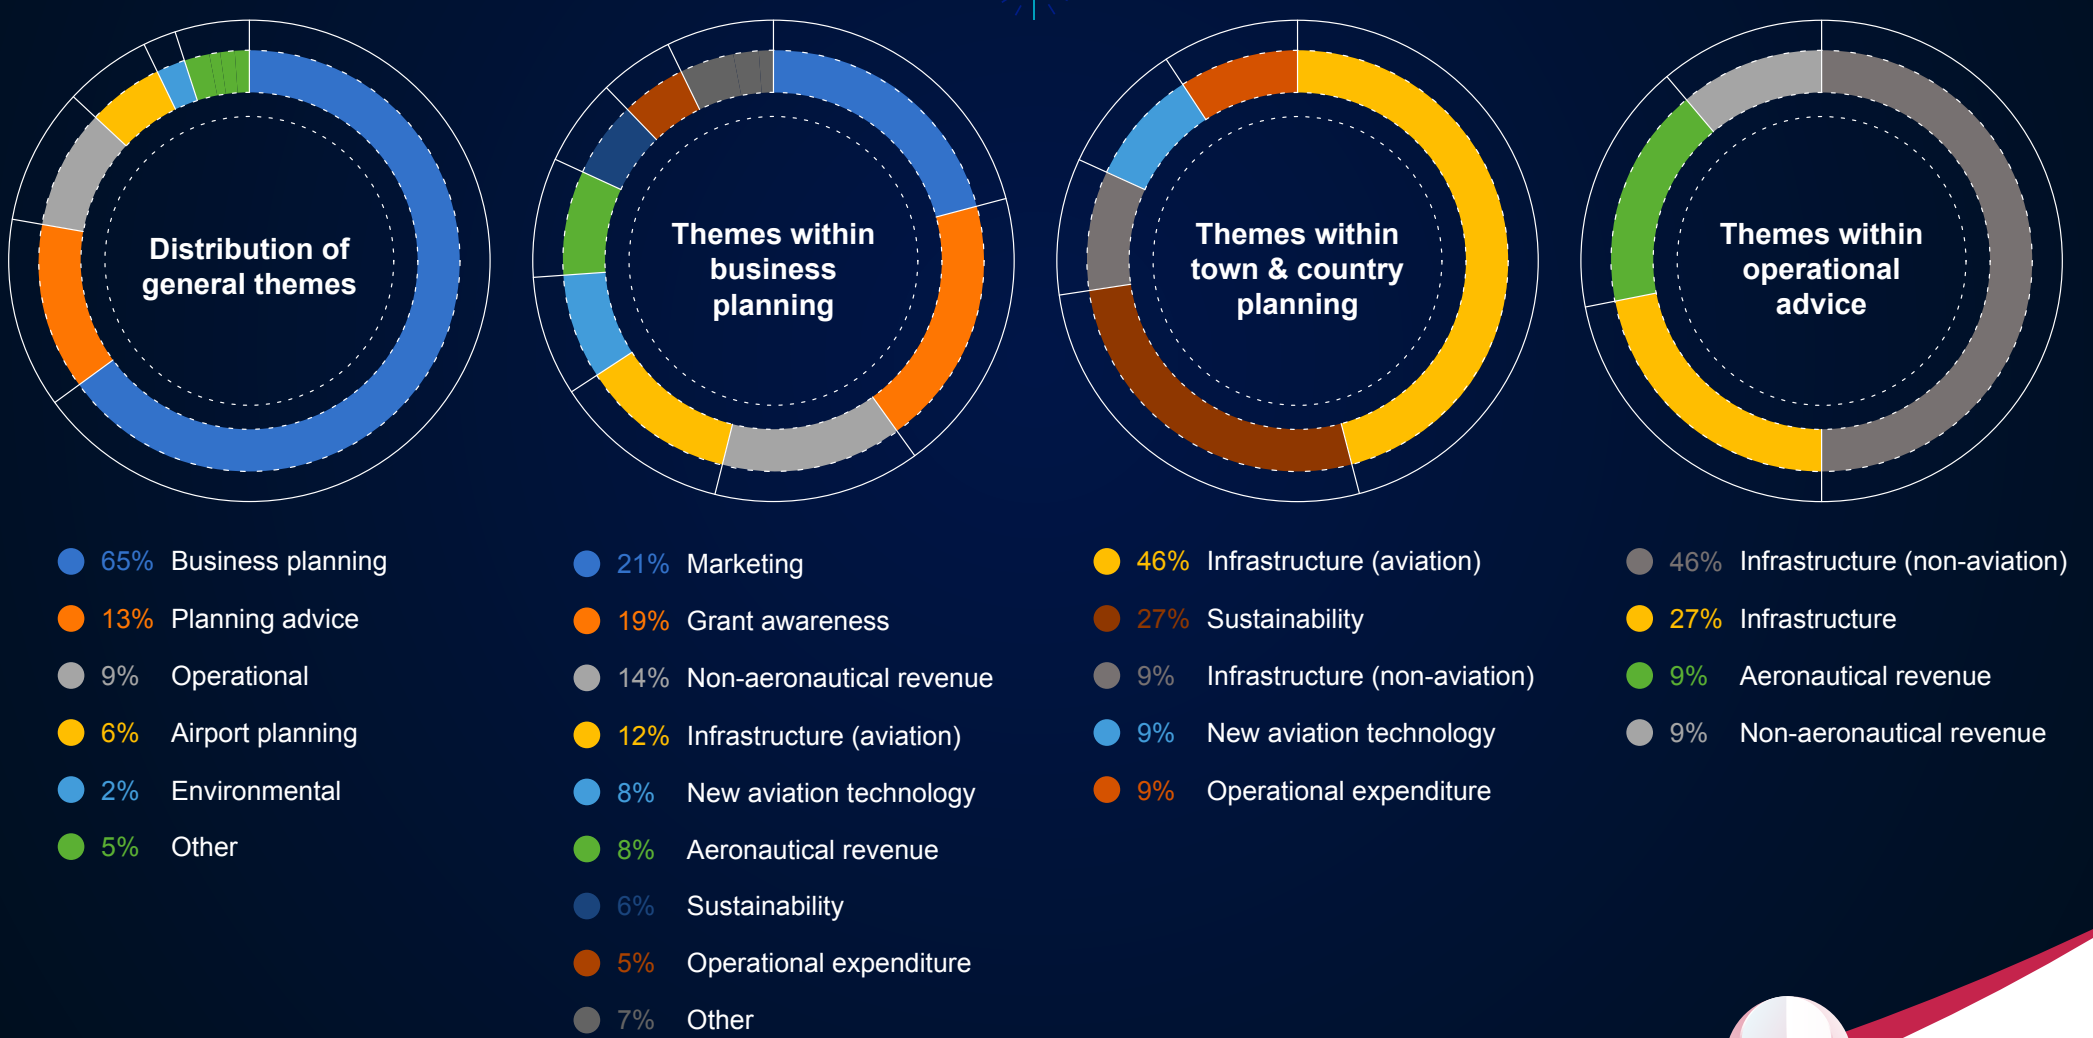 Distribution of
general themes
65% Business planning
13% Planning advice
9% Operational
6% Airport planning
2% Environmental
5% Other
Themes within
business
planning
21% Marketing
19% Grant awareness
14% Non-aeronautical revenue
12% Infrastructure (aviation)
8% New aviation technology
8% Aeronautical revenue
6% Sustainability
5% Operational expenditure
7% Other
Themes within
town & country
planning
46% Infrastructure (aviation)
27% Sustainability
9% Infrastructure (non-aviation)
9% New aviation technology
9% Operational expenditure
Themes within
operational
advice
46% Infrastructure (non-aviation)
27% Infrastructure
9% Aeronautical revenue
9% Non-aeronautical revenue